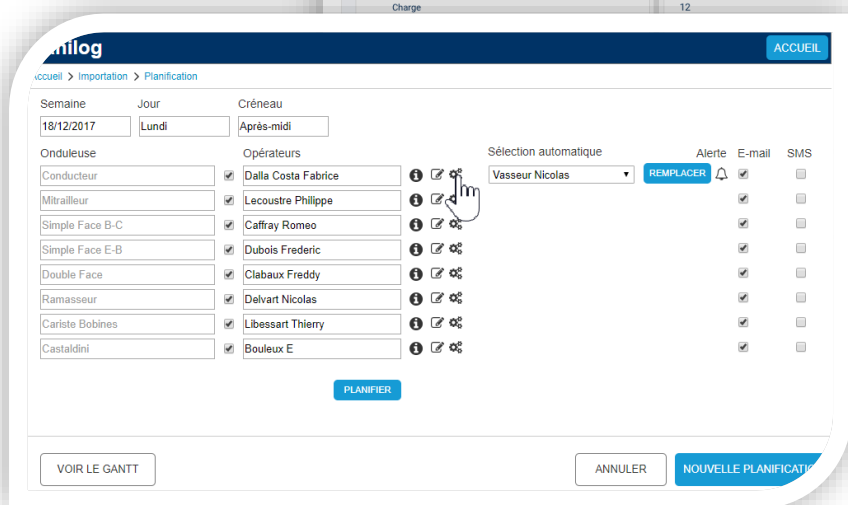 Charge 12
nilog ACCUEIL
Accueil > Importation > Planification
Semaine Jour Créneau
18/12/2017 Lundi Après-midi
Onduleuse Opérateurs Sélection automatique Alerte E-mail SMS
Conducteur Dalla Costa Fabrice Vasseur Nicolas REMPLACER
Mitrailleur Lecoustre Philippe
Simple Face B-C Caffray Romeo
Simple Face E-B Dubois Frederic
Double Face Clabaux Freddy
Ramasseur Delvart Nicolas
Cariste Bobines Libessart Thierry
Castaldini Bouleux E
PLANIFIER
VOIR LE GANTT ANNULER NOUVELLE PLANIFICATIO